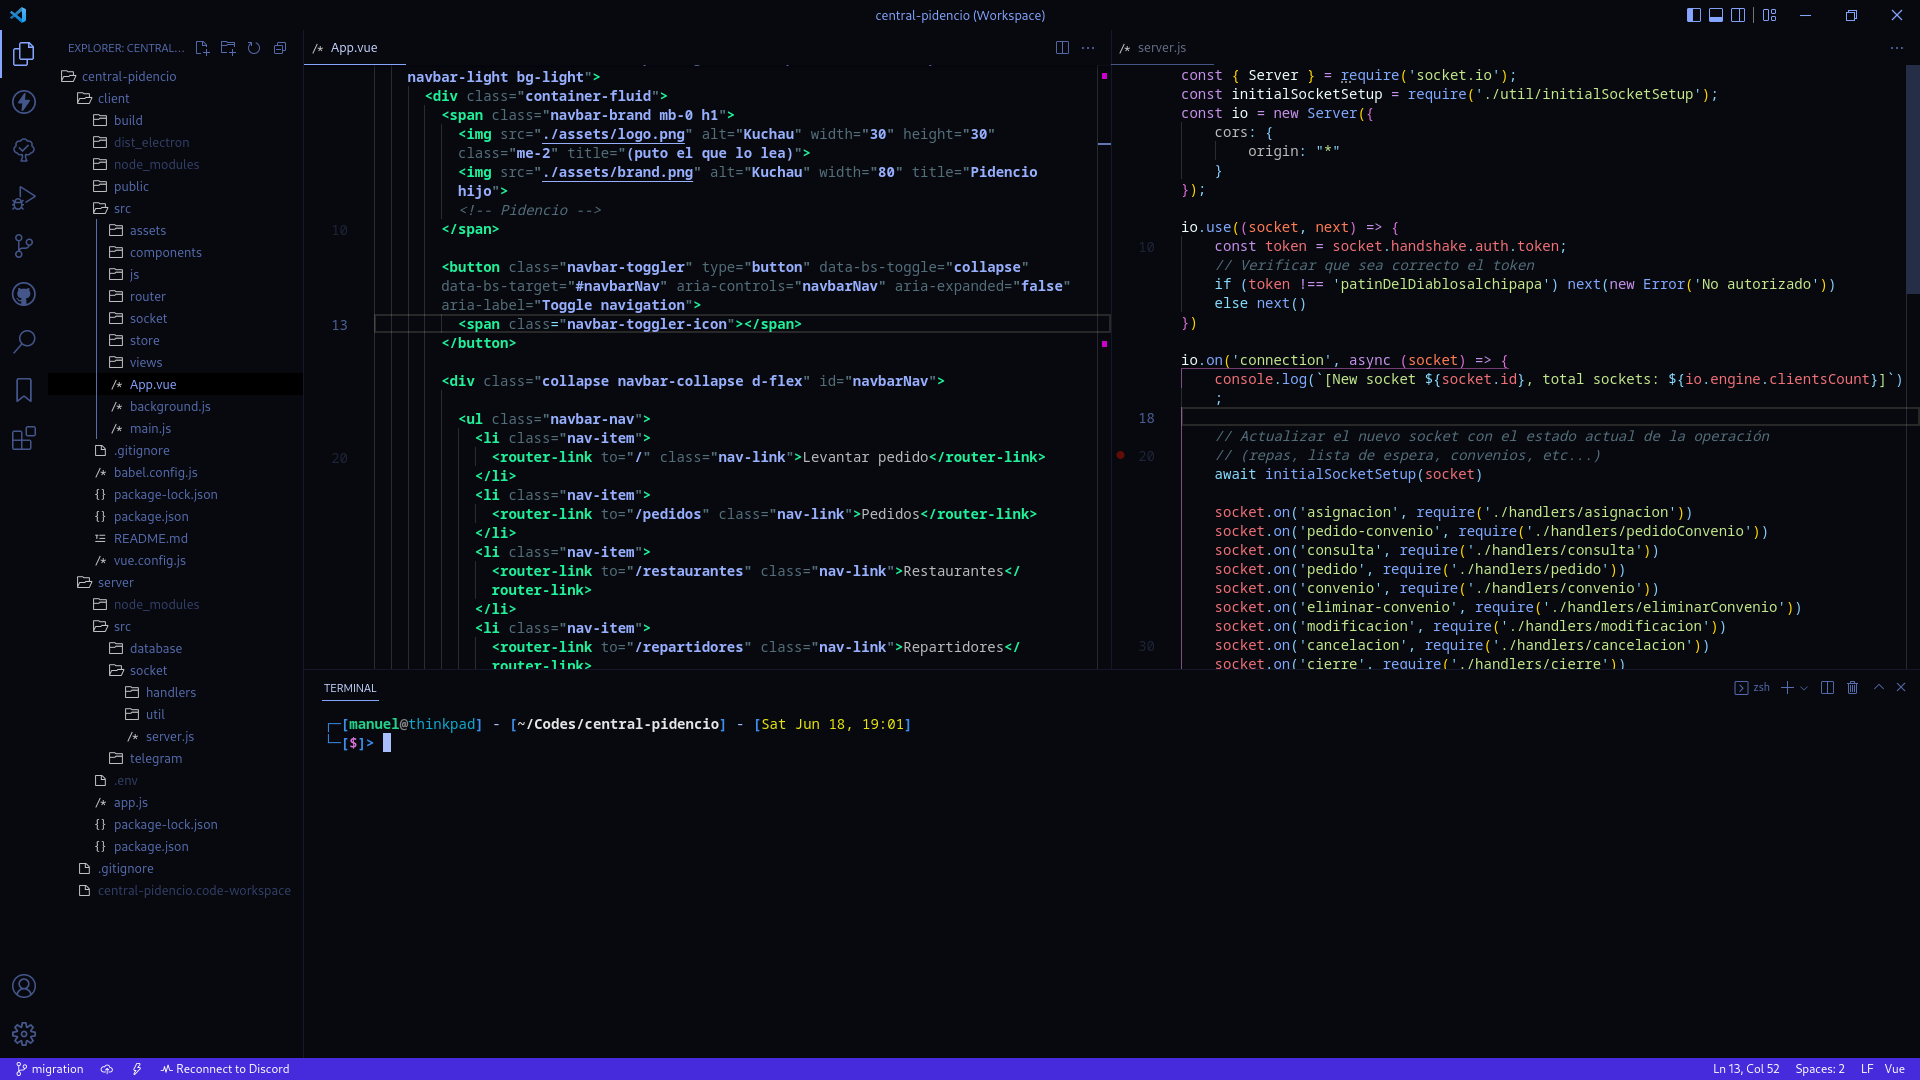 central-pidencio (Workspace)
EXPLORER: CENTRAL...
central-pidencio
client
build
dist_electron
node_modules
public
src
assets
components
js
router
socket
store
views
/* App.vue
/* background.js
/* main.js
.gitignore
/* babel.config.js
{} package-lock.json
{} package.json
README.md
/* vue.config.js
server
node_modules
src
database
socket
handlers
util
/* server.js
telegram
.env
/* app.js
{} package-lock.json
{} package.json
.gitignore
central-pidencio.code-workspace
/* App.vue
navbar-light bg-light">
<div class="container-fluid">
<span class="navbar-brand mb-0 h1">
<img src="./assets/logo.png" alt="Kuchau" width="30" height="30"
class="me-2" title="(puto el que lo lea)">
<img src="./assets/brand.png" alt="Kuchau" width="80" title="Pidencio
hijo">
<!-- Pidencio -->
10 </span>
<button class="navbar-toggler" type="button" data-bs-toggle="collapse"
data-bs-target="#navbarNav" aria-controls="navbarNav" aria-expanded="false"
aria-label="Toggle navigation">
13 <span class="navbar-toggler-icon"></span>
</button>
<div class="collapse navbar-collapse d-flex" id="navbarNav">
<ul class="navbar-nav">
<li class="nav-item">
20 <router-link to="/" class="nav-link">Levantar pedido</router-link>
</li>
<li class="nav-item">
<router-link to="/pedidos" class="nav-link">Pedidos</router-link>
</li>
<li class="nav-item">
<router-link to="/restaurantes" class="nav-link">Restaurantes</
router-link>
</li>
<li class="nav-item">
<router-link to="/repartidores" class="nav-link">Repartidores</
router-link>
/* server.js
const { Server } = require('socket.io');
const initialSocketSetup = require('./util/initialSocketSetup');
const io = new Server({
cors: {
origin: "*"
}
});
io.use((socket, next) => {
10 const token = socket.handshake.auth.token;
// Verificar que sea correcto el token
if (token !== 'patinDelDiablosalchipapa') next(new Error('No autorizado'))
else next()
})
io.on('connection', async (socket) => {
console.log(`[New socket ${socket.id}, total sockets: ${io.engine.clientsCount}]`)
;
18
// Actualizar el nuevo socket con el estado actual de la operación
20 // (repas, lista de espera, convenios, etc...)
await initialSocketSetup(socket)
socket.on('asignacion', require('./handlers/asignacion'))
socket.on('pedido-convenio', require('./handlers/pedidoConvenio'))
socket.on('consulta', require('./handlers/consulta'))
socket.on('pedido', require('./handlers/pedido'))
socket.on('convenio', require('./handlers/convenio'))
socket.on('eliminar-convenio', require('./handlers/eliminarConvenio'))
socket.on('modificacion', require('./handlers/modificacion'))
30 socket.on('cancelacion', require('./handlers/cancelacion'))
socket.on('cierre', require('./handlers/cierre'))
TERMINAL
zsh
[manuel@thinkpad] - [~/Codes/central-pidencio] - [Sat Jun 18, 19:01]
[$]>
migration
Reconnect to Discord
Ln 13, Col 52
Spaces: 2
LF
Vue